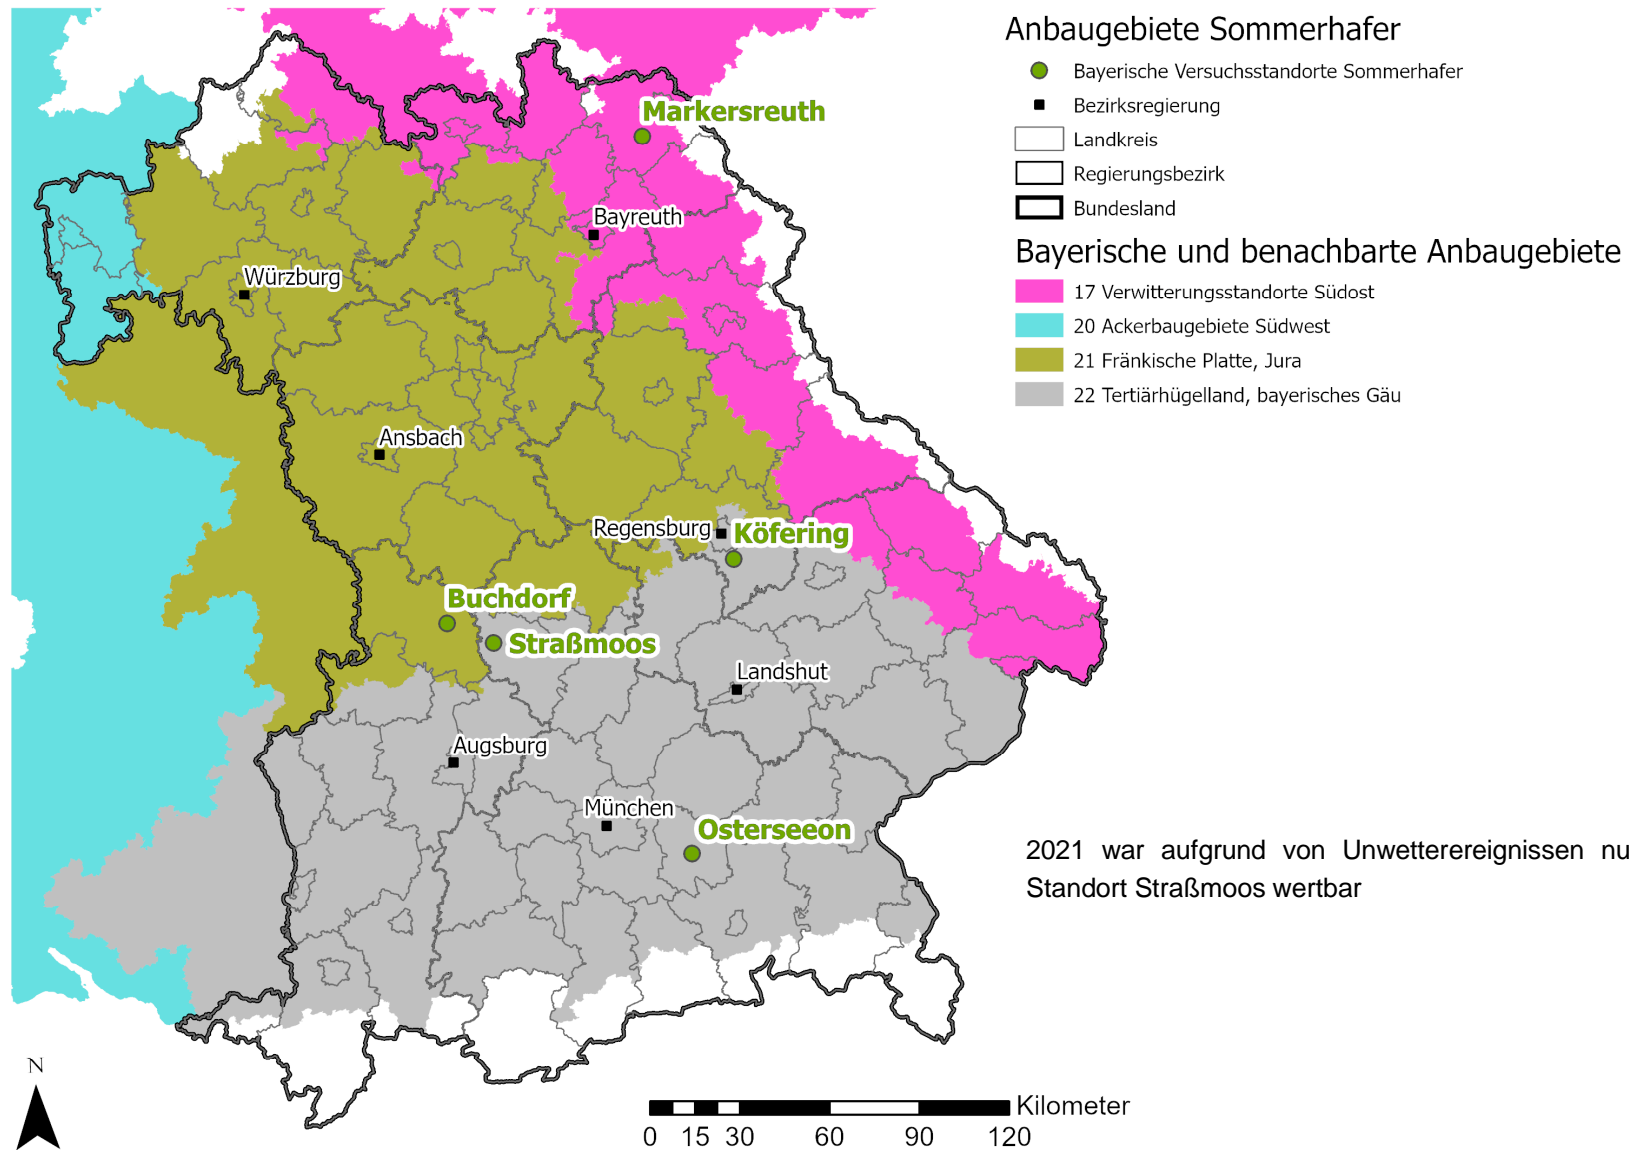 Anbaugebiete Sommerhafer
Bayerische Versuchsstandorte Sommerhafer
Bezirksregierung
Landkreis
Regierungsbezirk
Bundesland
Bayerische und benachbarte Anbaugebiete
17 Verwitterungsstandorte Südost
20 Ackerbaugebiete Südwest
21 Fränkische Platte, Jura
22 Tertiärhügelland, bayerisches Gäu
Markersreuth
Bayreuth
Würzburg
Ansbach
Regensburg
Köfering
Buchdorf
Straßmoos
Landshut
Augsburg
München
Osterseeon
2021 war aufgrund von Unwetterereignissen nu
Standort Straßmoos wertbar
N
Kilometer
0 15 30 60 90 120